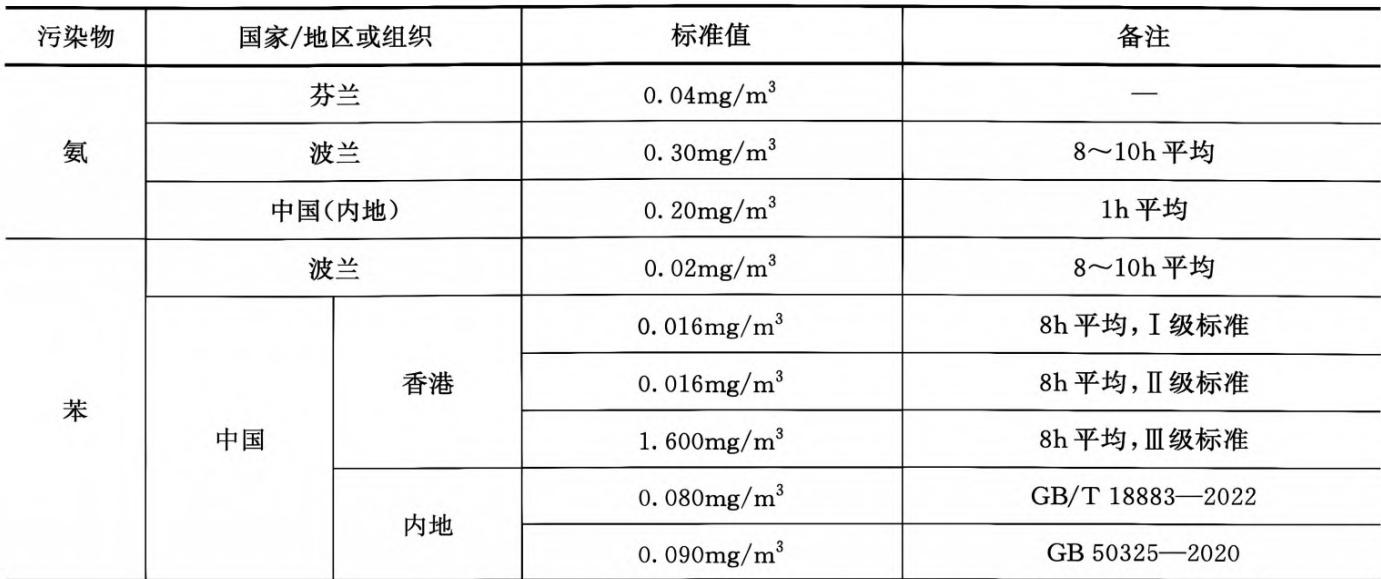 污染物 国家/地区或组织 标准值 备注
氨 芬兰 0.04mg/m³ —
波兰 0.30mg/m³ 8～10h平均
中国(内地) 0.20mg/m³ 1h平均
苯 波兰 0.02mg/m³ 8～10h平均
中国 香港 0.016mg/m³ 8h平均,Ⅰ级标准
0.016mg/m³ 8h平均,Ⅱ级标准
1.600mg/m³ 8h平均,Ⅲ级标准
内地 0.080mg/m³ GB/T 18883—2022
0.090mg/m³ GB 50325—2020